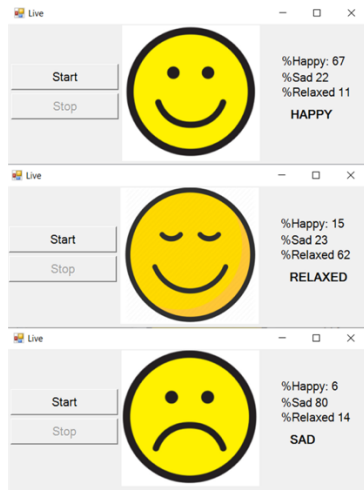 Live
Start
Stop
%Happy: 67
%Sad 22
%Relaxed 11
HAPPY
Live
Start
Stop
%Happy: 15
%Sad 23
%Relaxed 62
RELAXED
Live
Start
Stop
%Happy: 6
%Sad 80
%Relaxed 14
SAD